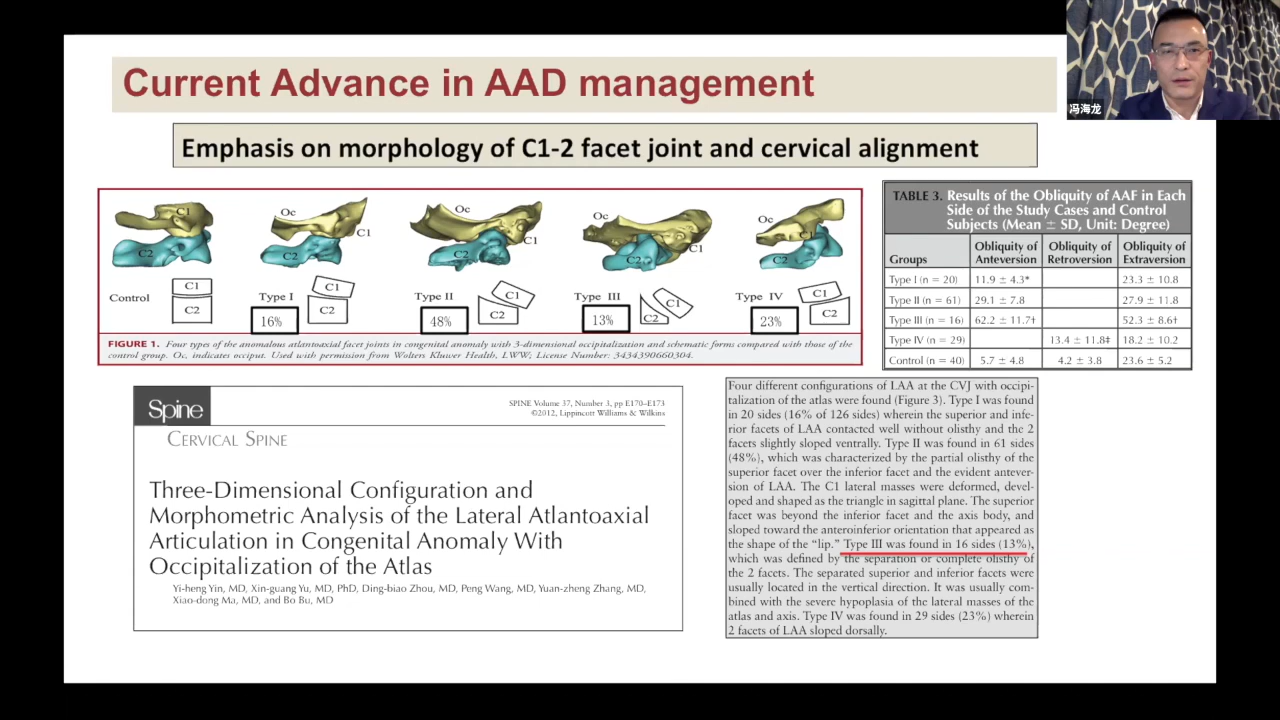 Current Advance in AAD management
冯海龙
Emphasis on morphology of C1-2 facet joint and cervical alignment
C1
C2
Control
C1
C2
Oc
C1
C2
Type I
16%
C1
C2
Oc
C1
C2
Type II
48%
C1
C2
Oc
C1
C2
Type III
13%
C1
C2
Oc
C1
C2
Type IV
23%
C1
C2
FIGURE 1. Four types of the anomalous atlantoaxial facet joints in congenital anomaly with 3-dimensional occipitalization and schematic forms compared with those of the
control group. Oc, indicates occiput. Used with permission from Wolters Kluwer Health, LWW; License Number: 3434390660304.
TABLE 3. Results of the Obliquity of AAF in Each
Side of the Study Cases and Control
Subjects (Mean ± SD, Unit: Degree)
Groups Obliquity of Anteversion Obliquity of Retroversion Obliquity of Extraversion
Type I (n = 20) 11.9 ± 4.3* 23.3 ± 10.8
Type II (n = 61) 29.1 ± 7.8 27.9 ± 11.8
Type III (n = 16) 62.2 ± 11.7† 52.3 ± 8.6†
Type IV (n = 29) 13.4 ± 11.8‡ 18.2 ± 10.2
Control (n = 40) 5.7 ± 4.8 4.2 ± 3.8 23.6 ± 5.2
Spine
SPINE Volume 37, Number 3, pp E170–E173
©2012, Lippincott Williams & Wilkins
CERVICAL SPINE
Three-Dimensional Configuration and
Morphometric Analysis of the Lateral Atlantoaxial
Articulation in Congenital Anomaly With
Occipitalization of the Atlas
Yi-heng Yin, MD, Xin-guang Yu, MD, PhD, Ding-biao Zhou, MD, Peng Wang, MD, Yuan-zheng Zhang, MD,
Xiao-dong Ma, MD, and Bo Bu, MD
Four different configurations of LAA at the CVJ with occipi-
talization of the atlas were found (Figure 3). Type I was found
in 20 sides (16% of 126 sides) wherein the superior and infe-
rior facets of LAA contacted well without olisthy and the 2
facets slightly sloped ventrally. Type II was found in 61 sides
(48%), which was characterized by the partial olisthy of the
superior facet over the inferior facet and the evident antever-
sion of LAA. The C1 lateral masses were deformed, devel-
oped and shaped as the triangle in sagittal plane. The superior
facet was beyond the inferior facet and the axis body, and
sloped toward the anteroinferior orientation that appeared as
the shape of the “lip.” Type III was found in 16 sides (13%),
which was defined by the separation or complete olisthy of
the 2 facets. The separated superior and inferior facets were
usually located in the vertical direction. It was usually com-
bined with the severe hypoplasia of the lateral masses of the
atlas and axis. Type IV was found in 29 sides (23%) wherein
2 facets of LAA sloped dorsally.